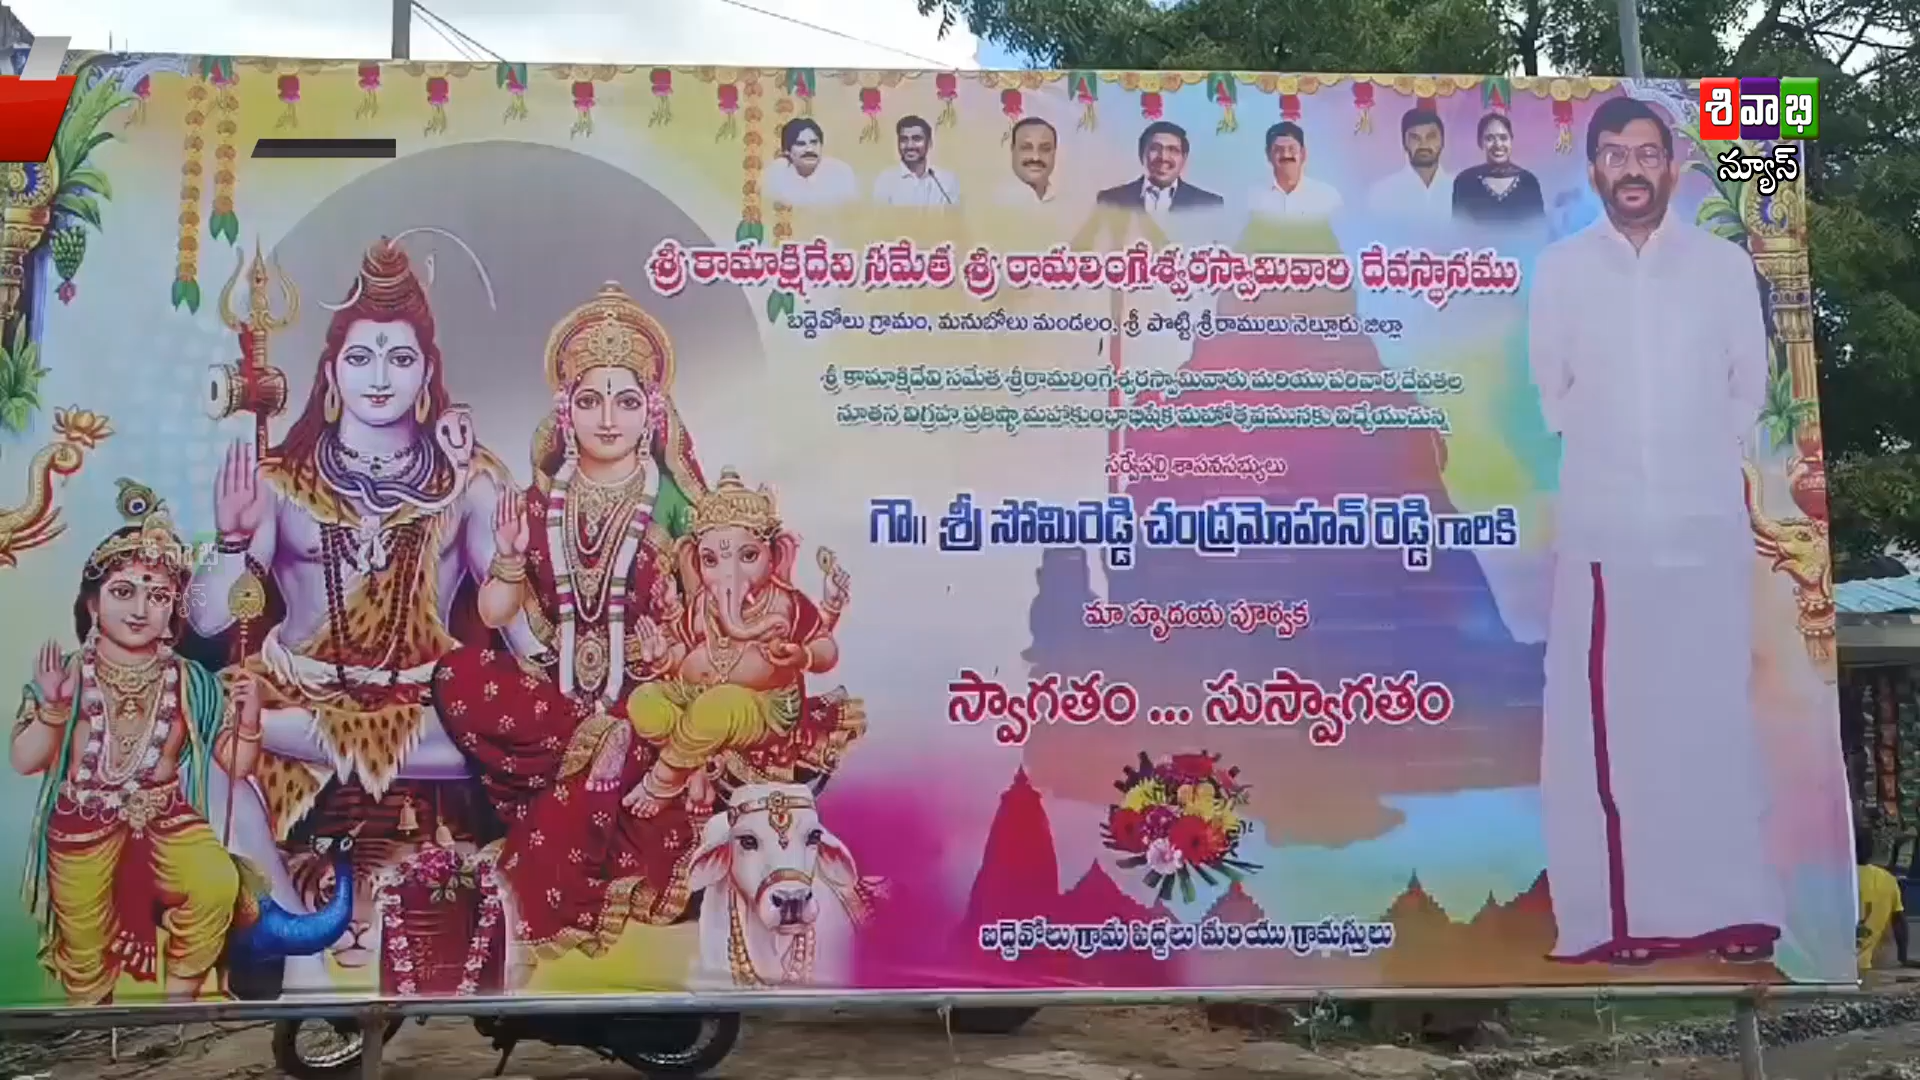 శివాభి
న్యూస్
శ్రీ కామాక్షిదేవి సమేత శ్రీ రామలింగేశ్వరస్వామివారి దేవస్థానము
బద్దెవోలు గ్రామం, మనుబోలు మండలం, శ్రీ పొట్టి శ్రీరాములు నెల్లూరు జిల్లా
శ్రీ కామాక్షిదేవి సమేత శ్రీరామలింగేశ్వరస్వామివారు మరియు పరివార దేవతల
నూతన విగ్రహ ప్రతిష్టా మహాకుంభాభిషేక మహోత్సవమునకు విచ్చేయుచున్న
సర్వేపల్లి శాసనసభ్యులు
గౌ|| శ్రీ సోమిరెడ్డి చంద్రమోహన్ రెడ్డి గారికి
శివాభి
న్యూస్
మా హృదయ పూర్వక
స్వాగతం ... సుస్వాగతం
బద్దెవోలు గ్రామ పెద్దలు మరియు గ్రామస్తులు